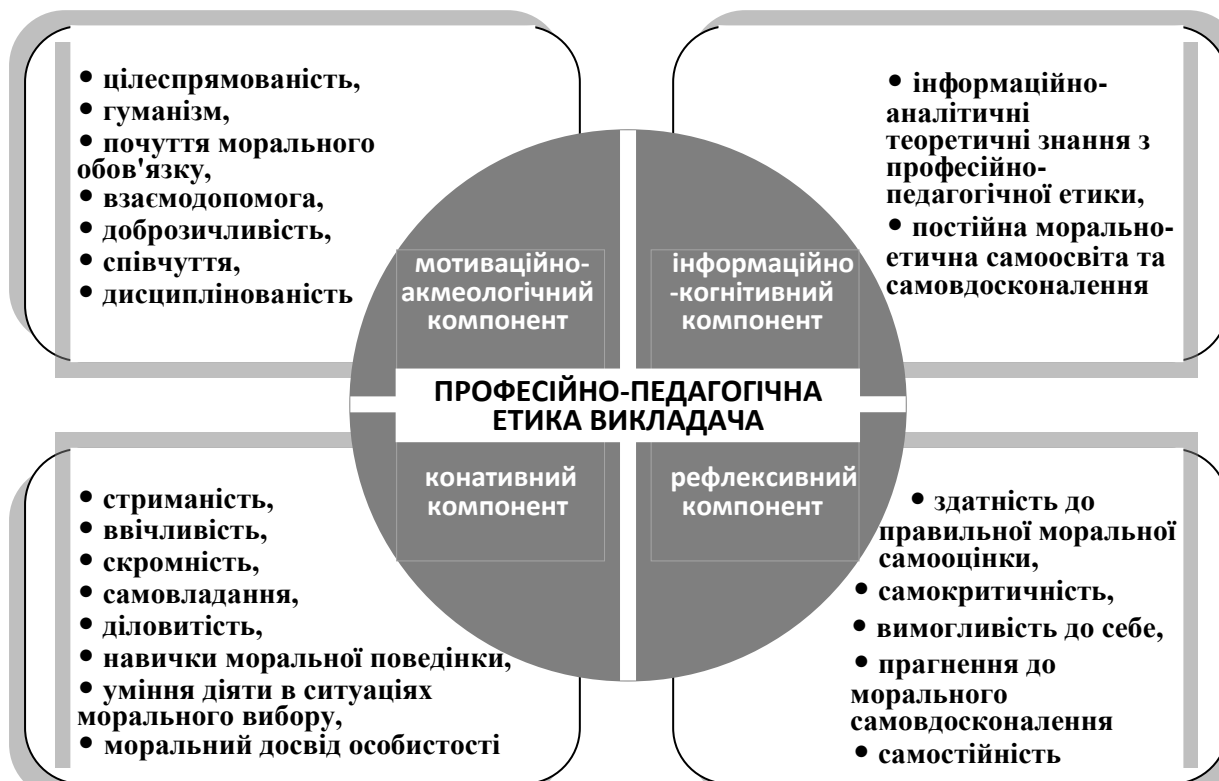 • цілеспрямованість,
• гуманізм,
• почуття морального
обов'язку,
• взаємодопомога,
• доброзичливість,
• співчуття,
• дисциплінованість
• інформаційно-
аналітичні
теоретичні знання з
професійно-
педагогічної етики,
• постійна морально-
етична самоосвіта та
самовдосконалення
мотиваційно-
акмеологічний
компонент
інформаційно
-когнітивний
компонент
ПРОФЕСІЙНО-ПЕДАГОГІЧНА
ЕТИКА ВИКЛАДАЧА
конативний
компонент
рефлексивний
компонент
• стриманість,
• ввічливість,
• скромність,
• самовладання,
• діловитість,
• навички моральної поведінки,
• уміння діяти в ситуаціях
морального вибору,
• моральний досвід особистості
• здатність до
правильної моральної
самооцінки,
• самокритичність,
• вимогливість до себе,
• прагнення до
морального
самовдосконалення
• самостійність